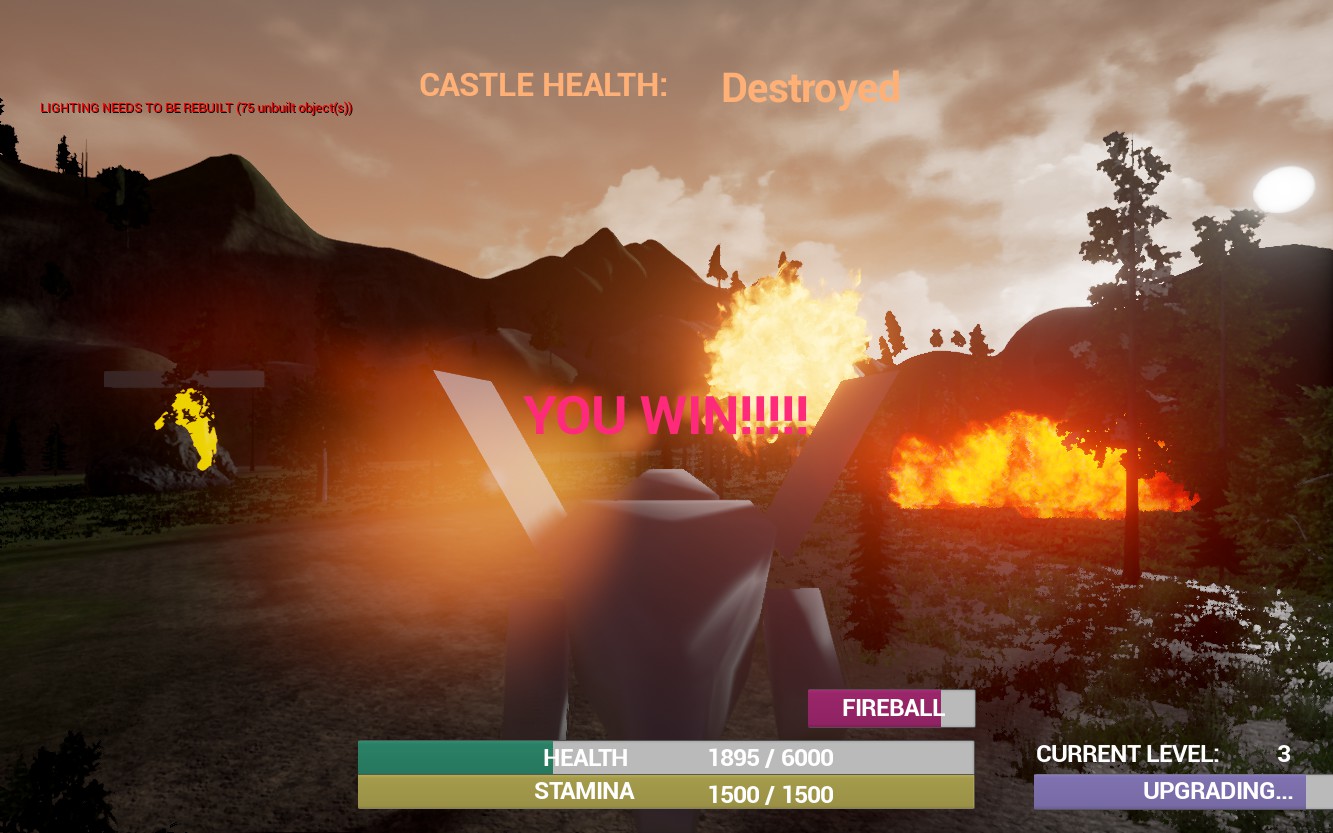 CASTLE HEALTH: Destroyed
LIGHTING NEEDS TO BE REBUILT (75 unbuilt object(s))
YOU WIN!!!!!
FIREBALL
HEALTH 1895 / 6000
STAMINA 1500 / 1500
CURRENT LEVEL: 3
UPGRADING...